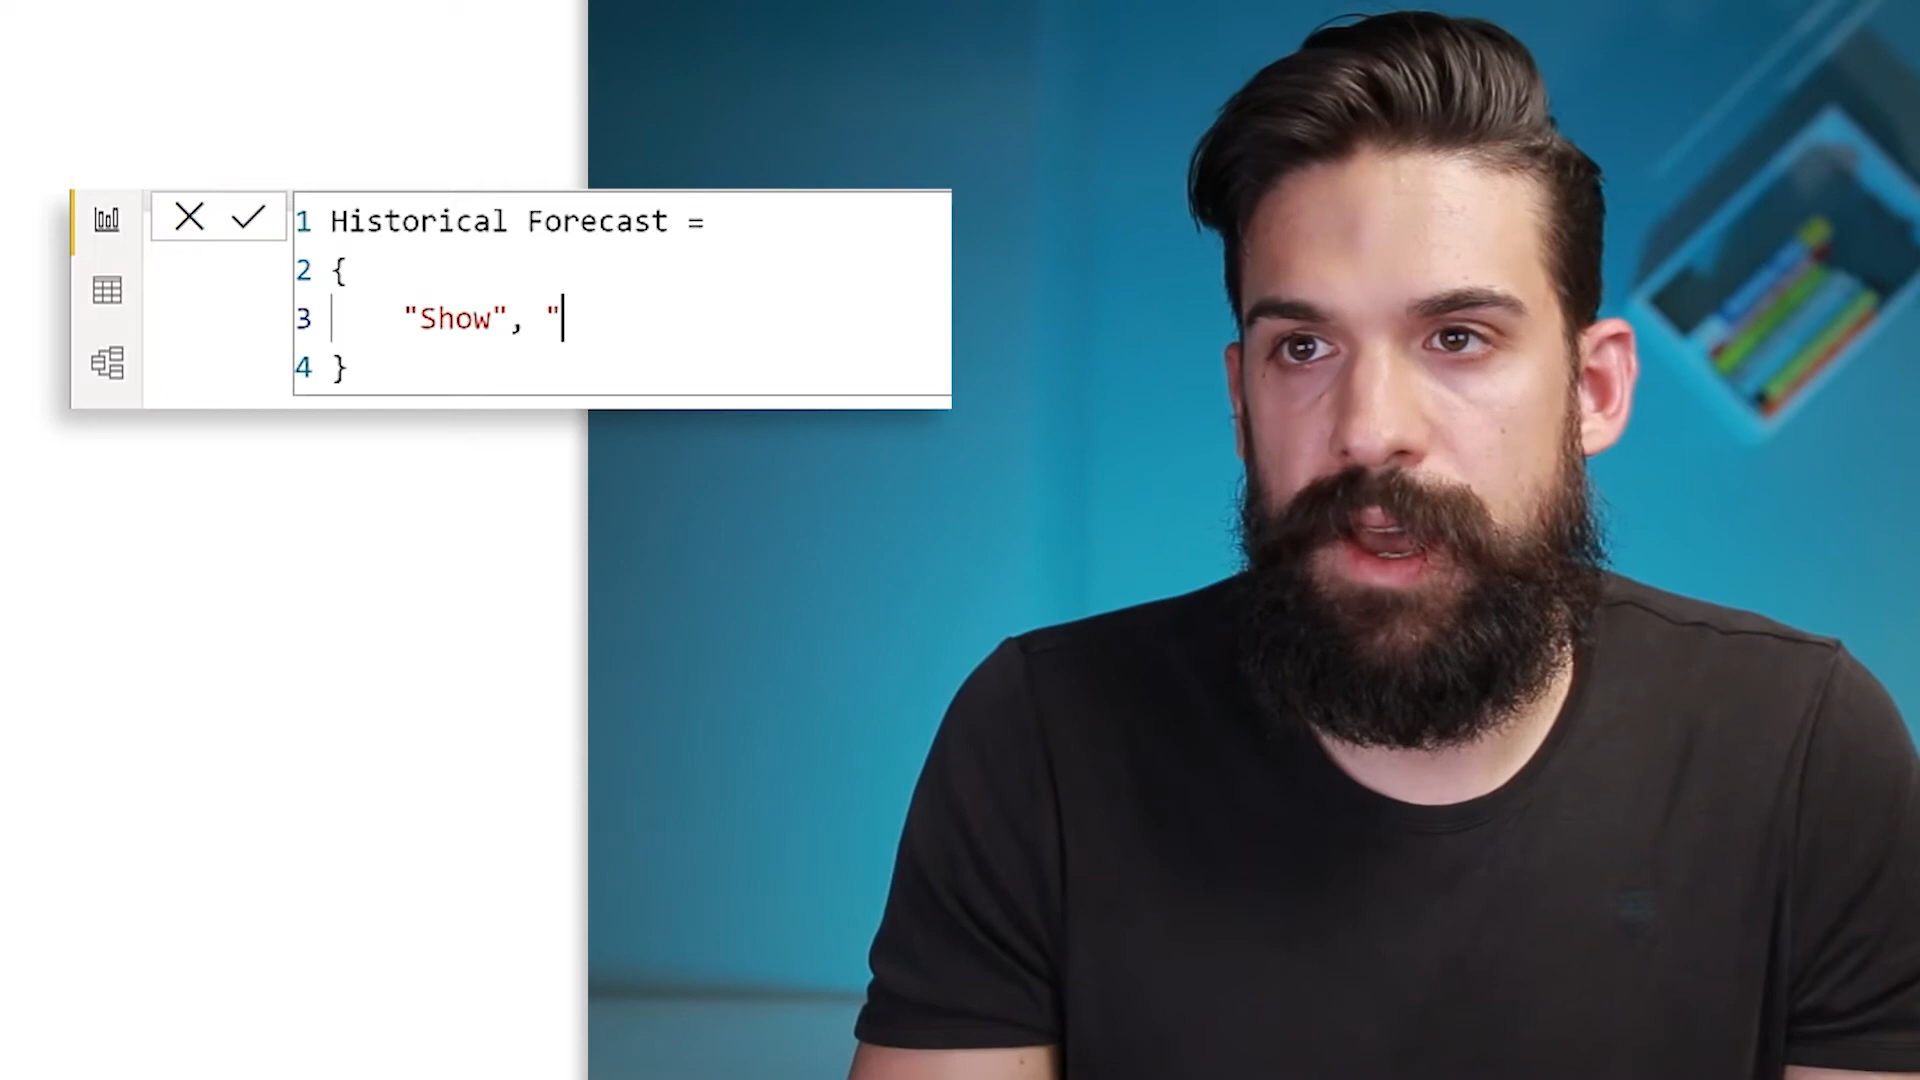 1 Historical Forecast =
2 {
3 "Show", "
4 }